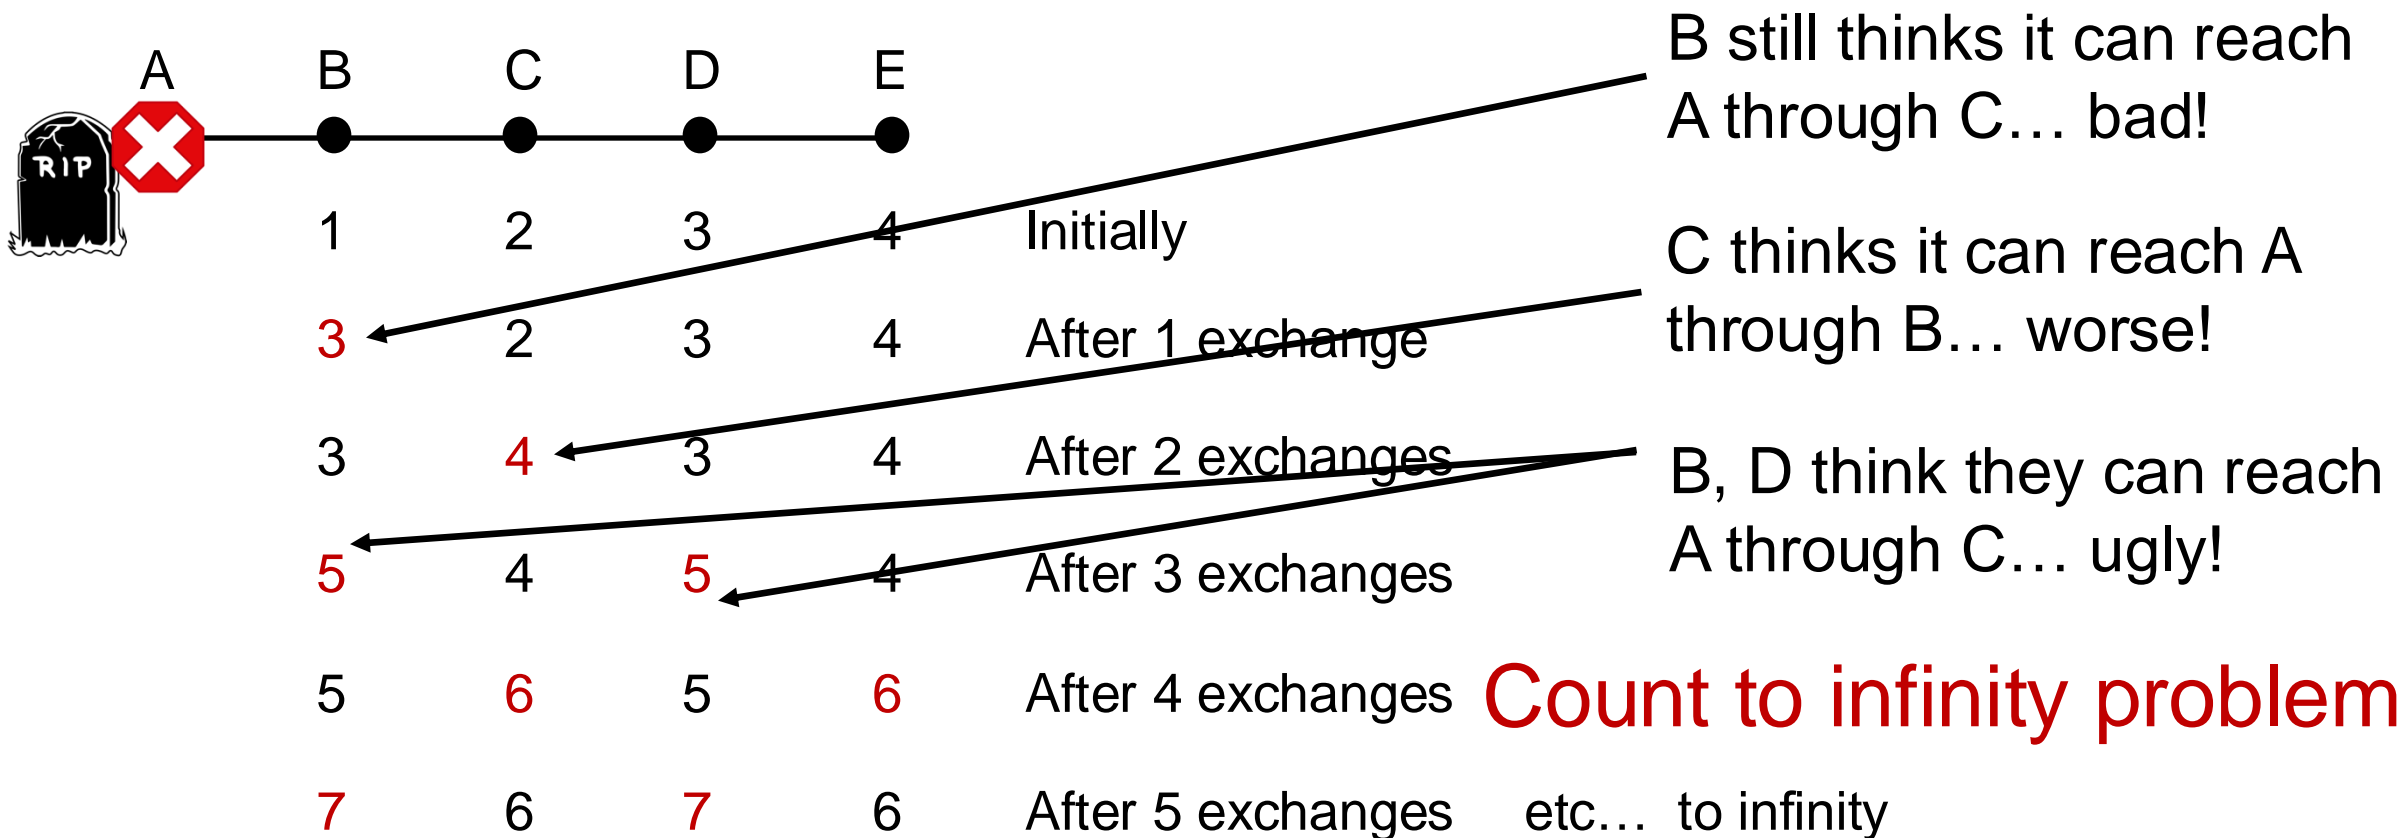 A B C D E
RIP
1 2 3 4 Initially
3 2 3 4 After 1 exchange
3 4 3 4 After 2 exchanges
5 4 5 4 After 3 exchanges
5 6 5 6 After 4 exchanges
7 6 7 6 After 5 exchanges etc… to infinity
B still thinks it can reach
A through C… bad!
C thinks it can reach A
through B… worse!
B, D think they can reach
A through C… ugly!
Count to infinity problem